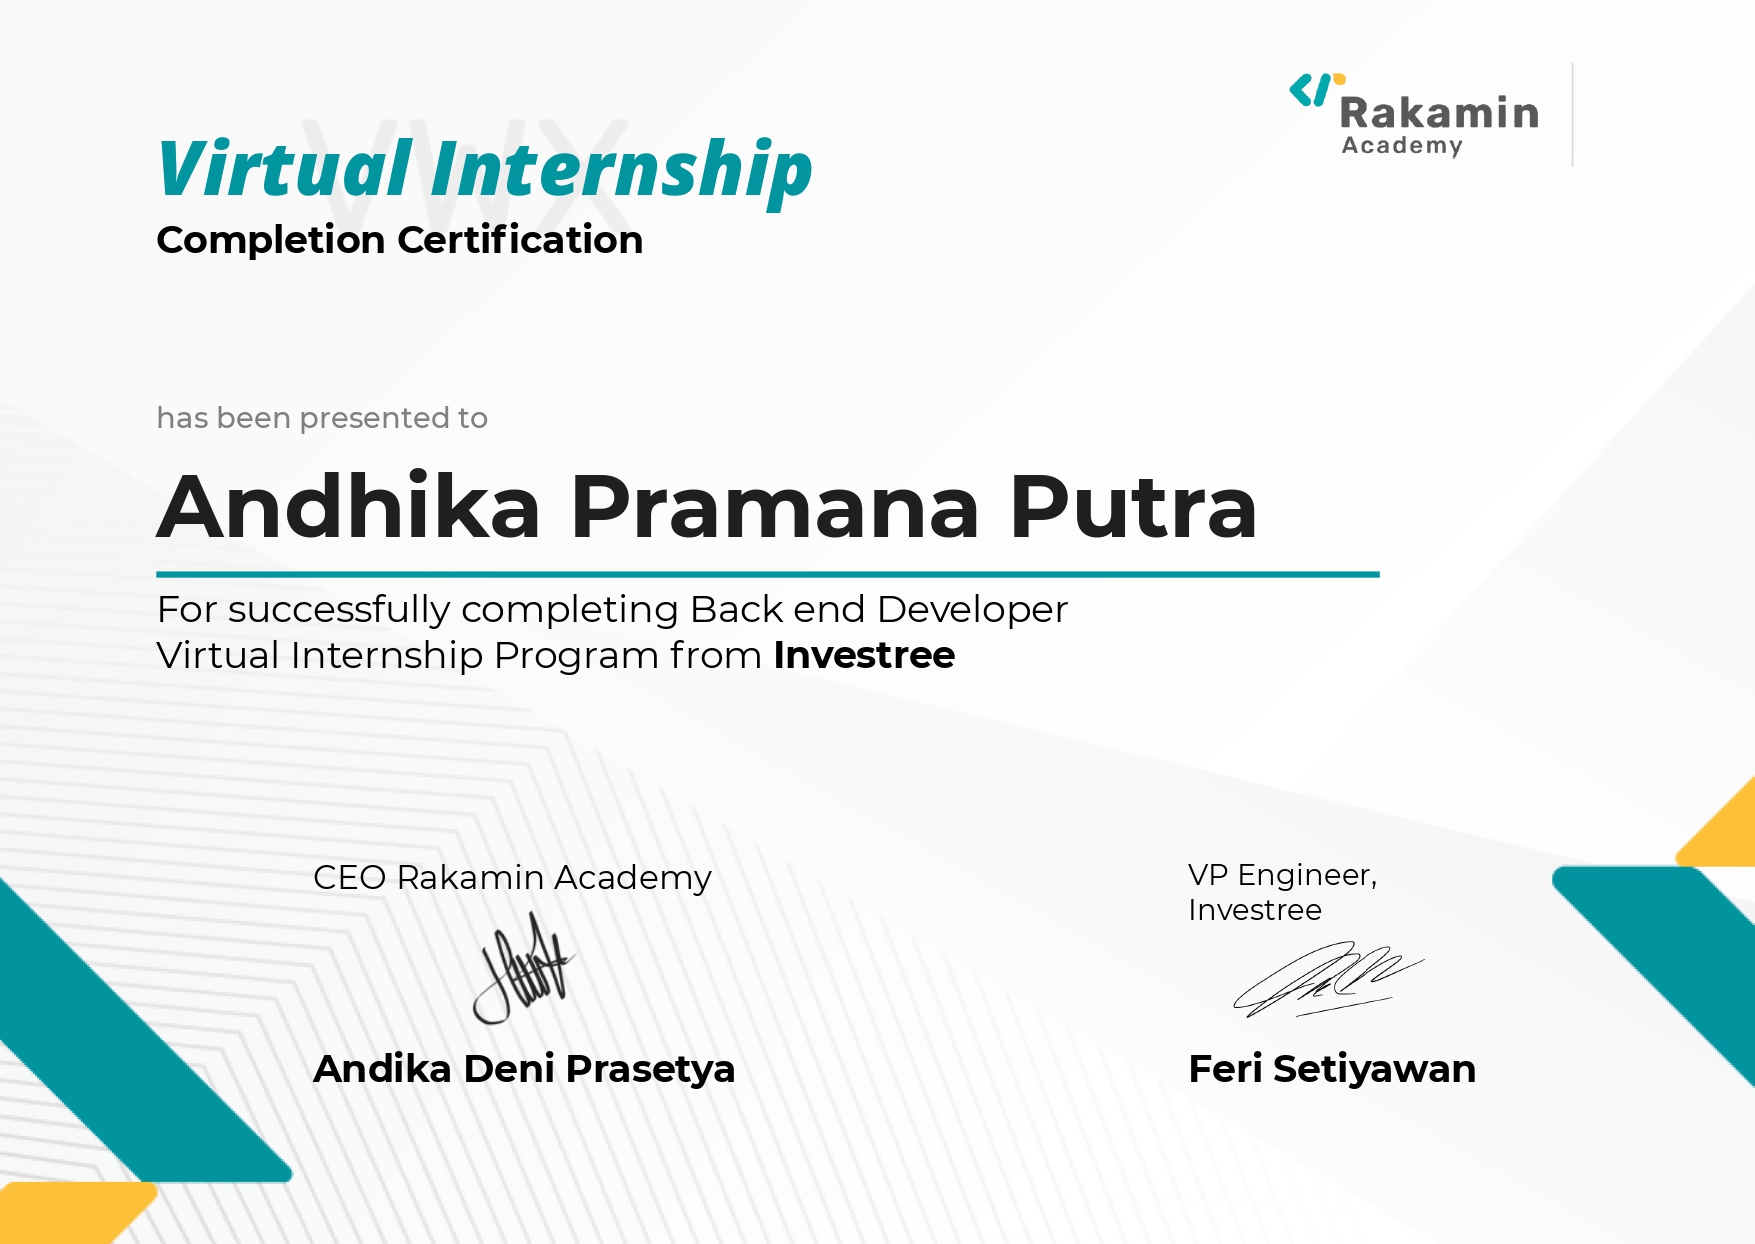 Rakamin
Academy
VWX
Virtual Internship
Completion Certification
has been presented to
Andhika Pramana Putra
For successfully completing Back end Developer
Virtual Internship Program from Investree
CEO Rakamin Academy
Andika Deni Prasetya
VP Engineer,
Investree
Feri Setiyawan